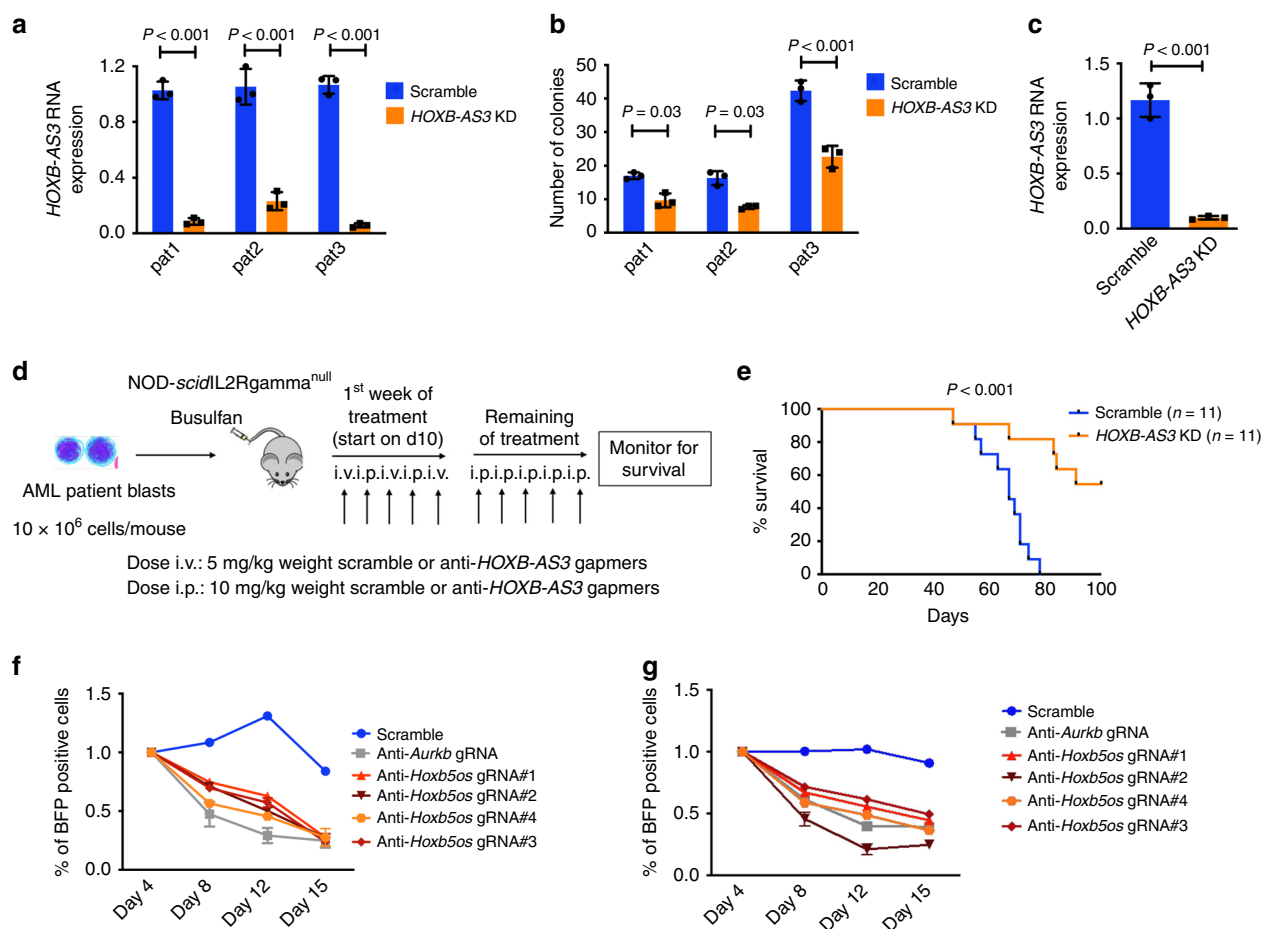 a
P < 0.001 P < 0.001 P < 0.001
HOXB-AS3 RNA
expression
1.2
0.8
0.4
0.0
pat1 pat2 pat3
Scramble
HOXB-AS3 KD
b
P = 0.03 P = 0.03 P < 0.001
Number of colonies
50
40
30
20
10
0
pat1 pat2 pat3
Scramble
HOXB-AS3 KD
c
P < 0.001
HOXB-AS3 RNA
expression
1.5
1.0
0.5
0.0
Scramble
HOXB-AS3 KD
d
NOD-scidIL2Rgamma^null
Busulfan
1st week of
treatment
(start on d10)
Remaining
of treatment
Monitor for
survival
i.v.i.p.i.v.i.p.i.v.
i.p.i.p.i.p.i.p.i.p.
AML patient blasts
10 × 10^6 cells/mouse
Dose i.v.: 5 mg/kg weight scramble or anti-HOXB-AS3 gapmers
Dose i.p.: 10 mg/kg weight scramble or anti-HOXB-AS3 gapmers
e
P < 0.001
% survival
100
80
60
40
20
0
0 20 40 60 80 100
Days
Scramble (n = 11)
HOXB-AS3 KD (n = 11)
f
% of BFP positive cells
1.5
1.0
0.5
0.0
Day 4 Day 8 Day 12 Day 15
Scramble
Anti-Aurkb gRNA
Anti-Hoxb5os gRNA#1
Anti-Hoxb5os gRNA#2
Anti-Hoxb5os gRNA#4
Anti-Hoxb5os gRNA#3
g
% of BFP positive cells
1.5
1.0
0.5
0.0
Day 4 Day 8 Day 12 Day 15
Scramble
Anti-Aurkb gRNA
Anti-Hoxb5os gRNA#1
Anti-Hoxb5os gRNA#2
Anti-Hoxb5os gRNA#4
Anti-Hoxb5os gRNA#3